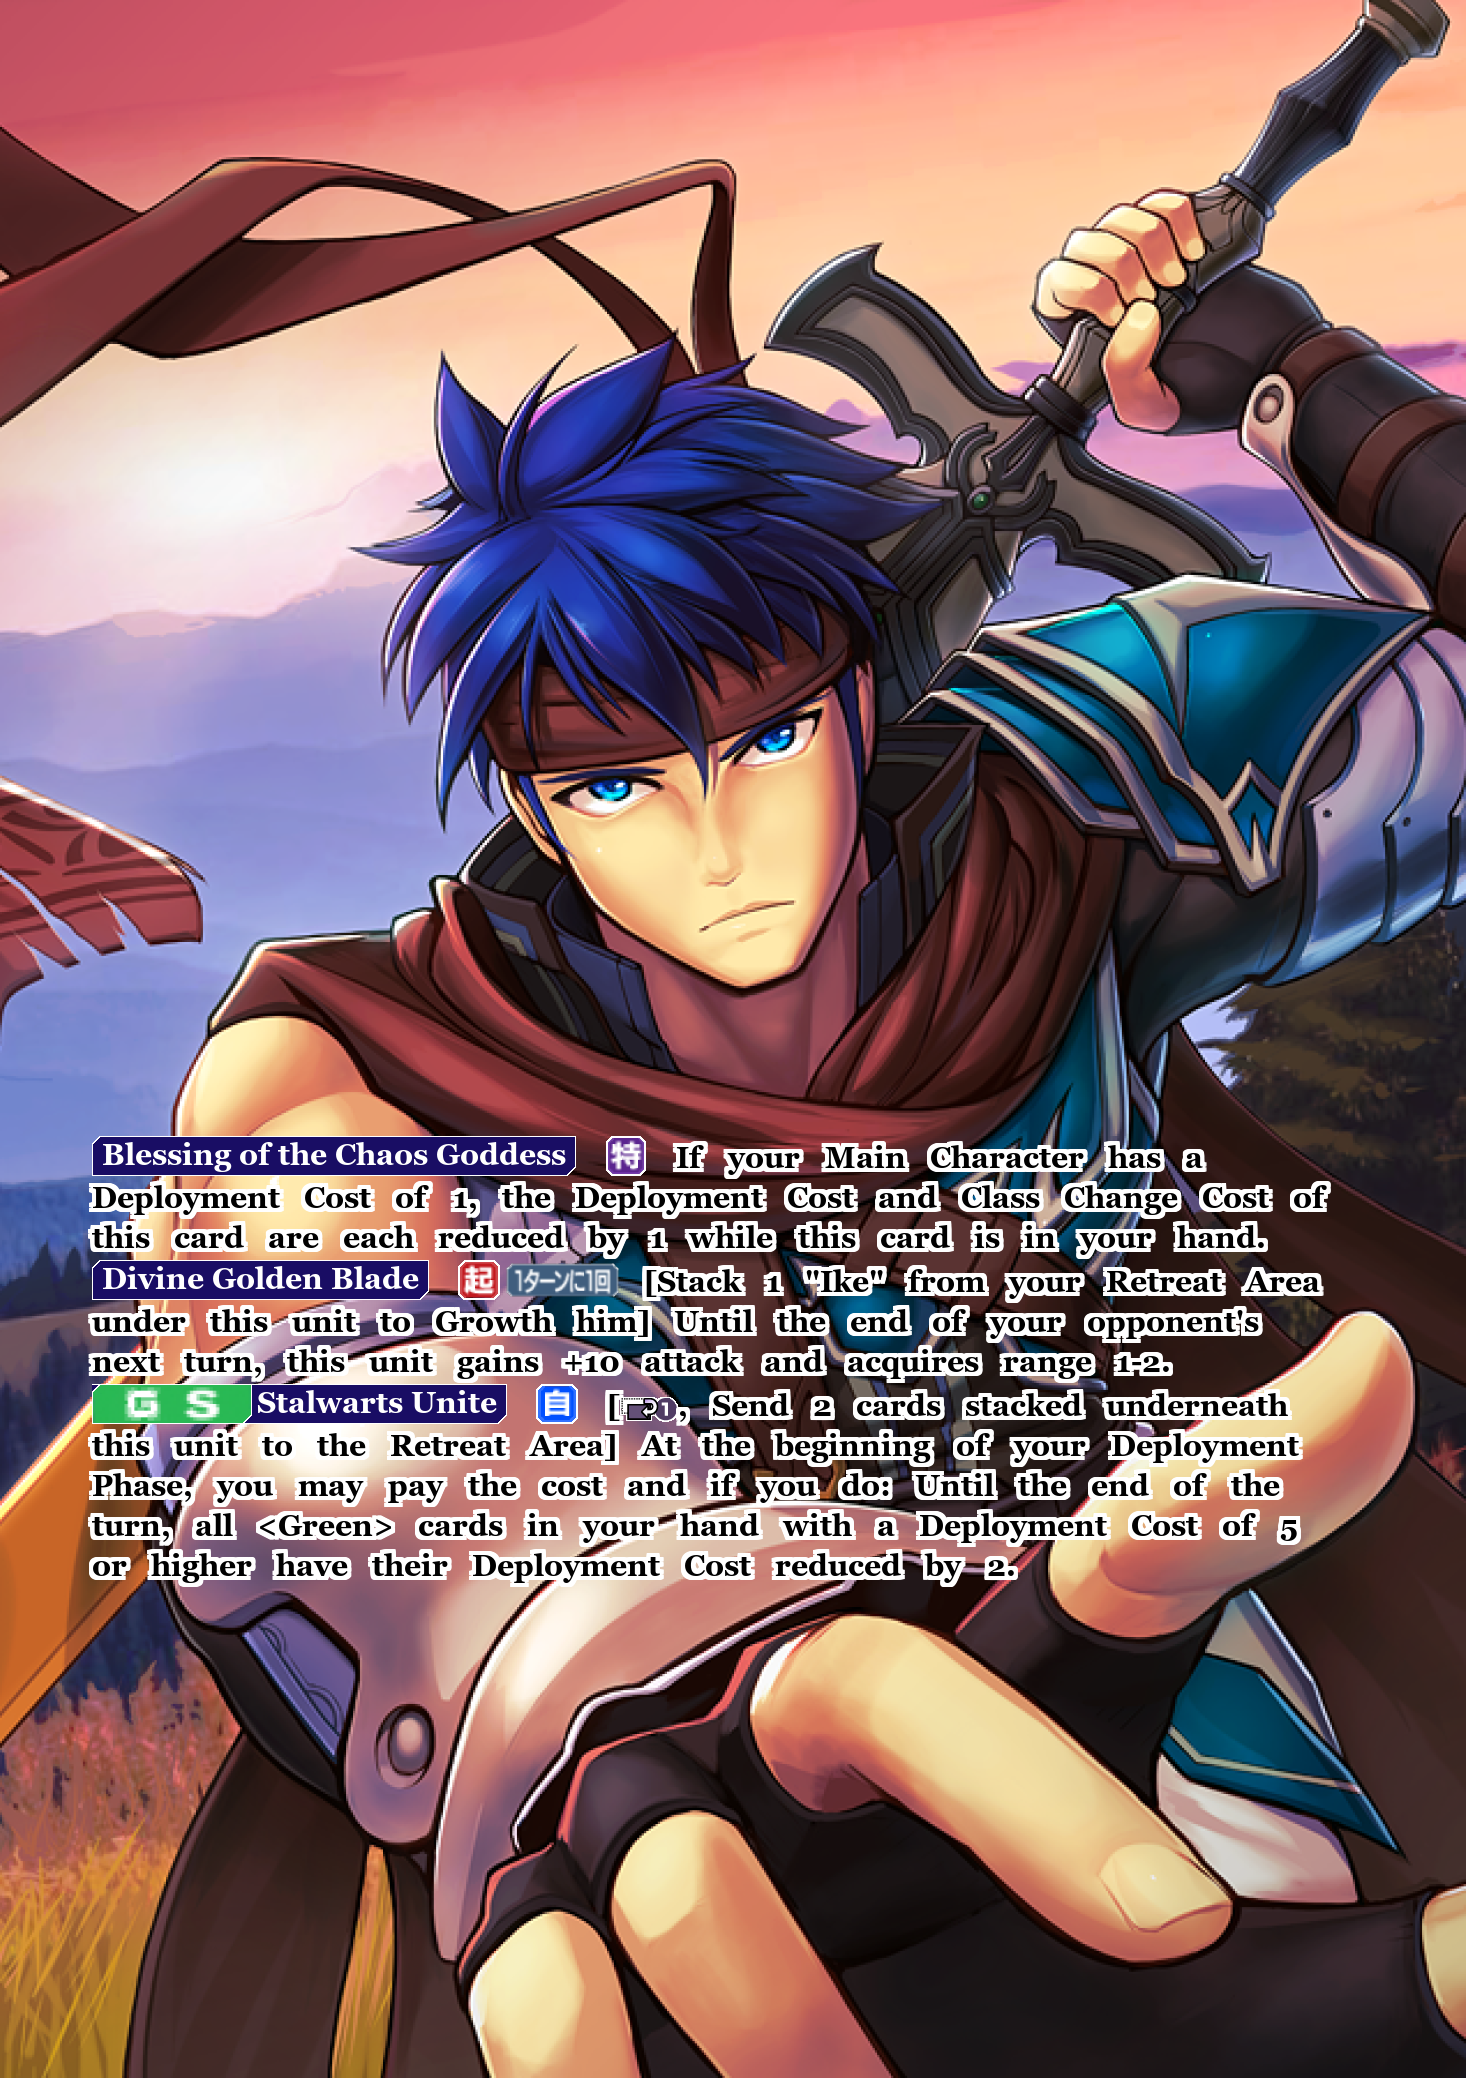 Blessing of the Chaos Goddess 特 If your Main Character has a
Deployment Cost of 1, the Deployment Cost and Class Change Cost of
this card are each reduced by 1 while this card is in your hand.
Divine Golden Blade 起 1ターンに1回 [Stack 1 "Ike" from your Retreat Area
under this unit to Growth him] Until the end of your opponent's
next turn, this unit gains +10 attack and acquires range 1-2.
G S Stalwarts Unite 自 [1, Send 2 cards stacked underneath
this unit to the Retreat Area] At the beginning of your Deployment
Phase, you may pay the cost and if you do: Until the end of the
turn, all <Green> cards in your hand with a Deployment Cost of 5
or higher have their Deployment Cost reduced by 2.